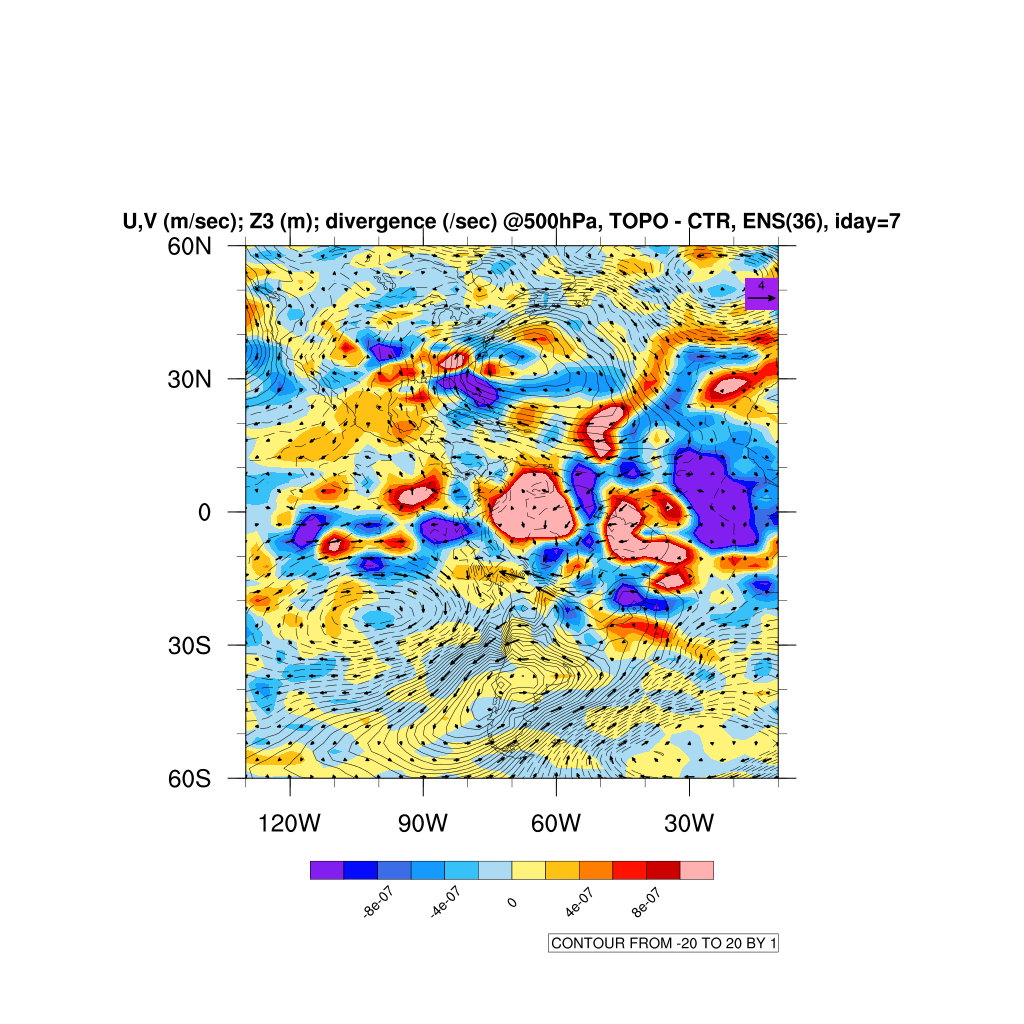 U,V (m/sec); Z3 (m); divergence (/sec) @500hPa, TOPO - CTR, ENS(36), iday=7
60N
4
30N
0
30S
60S
120W 90W 60W 30W
-8e-07 -4e-07 0 4e-07 8e-07
CONTOUR FROM -20 TO 20 BY 1